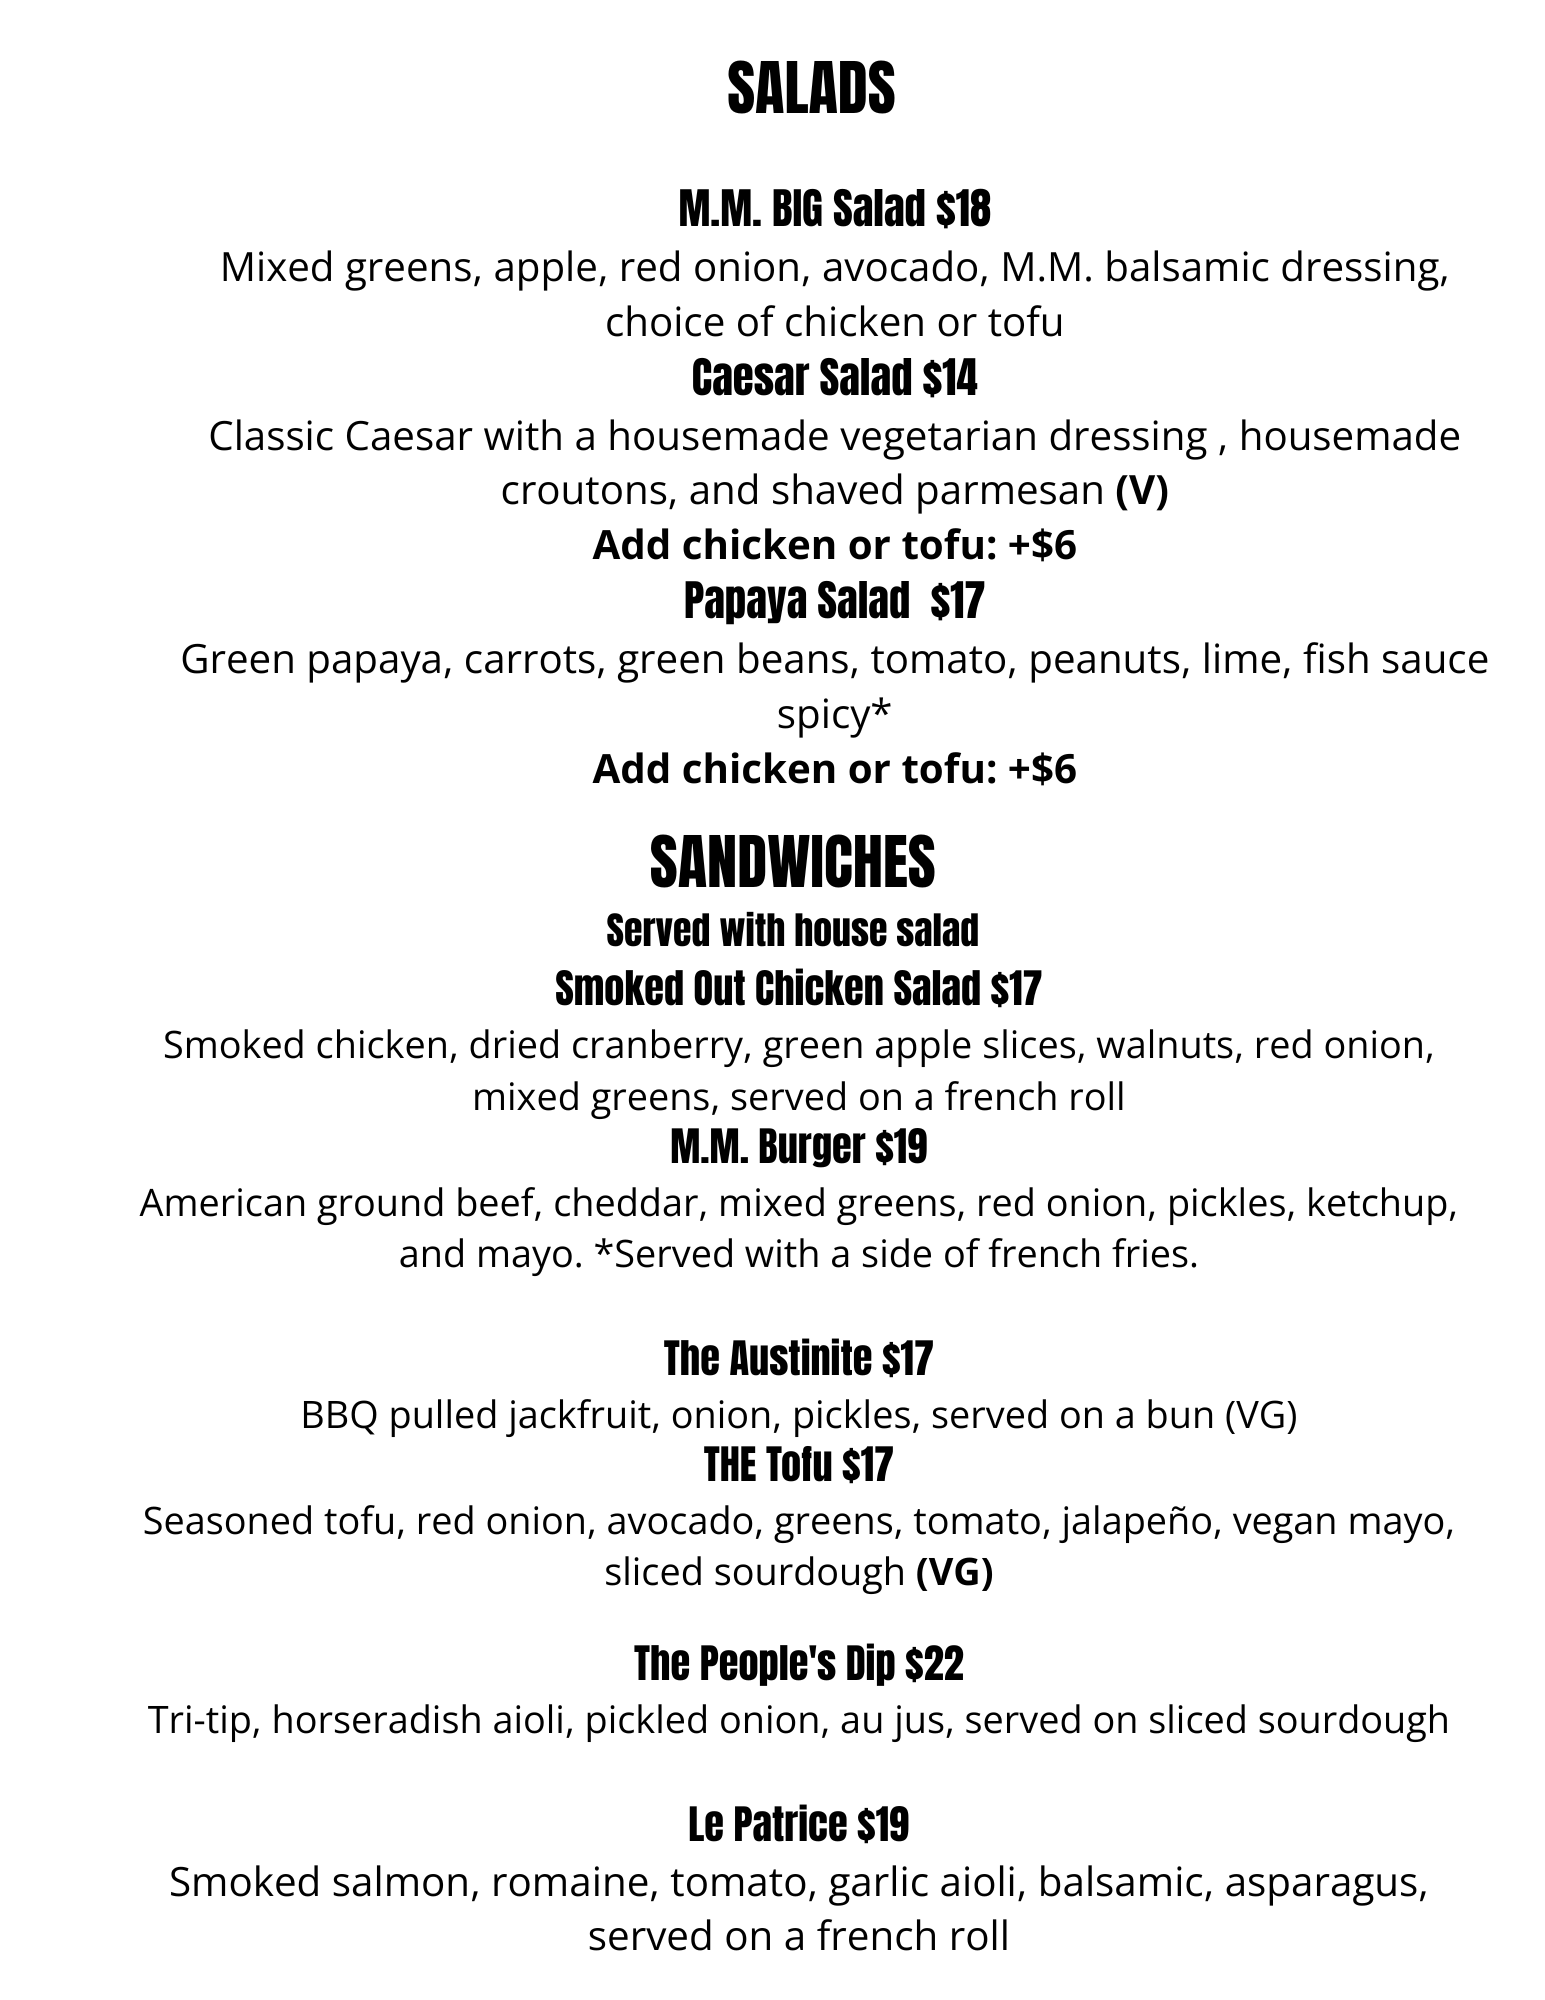 SALADS
M.M. BIG Salad $18
Mixed greens, apple, red onion, avocado, M.M. balsamic dressing,
choice of chicken or tofu
Caesar Salad $14
Classic Caesar with a housemade vegetarian dressing , housemade
croutons, and shaved parmesan (V)
Add chicken or tofu: +$6
Papaya Salad  $17
Green papaya, carrots, green beans, tomato, peanuts, lime, fish sauce
spicy*
Add chicken or tofu: +$6
SANDWICHES
Served with house salad
Smoked Out Chicken Salad $17
Smoked chicken, dried cranberry, green apple slices, walnuts, red onion,
mixed greens, served on a french roll
M.M. Burger $19
American ground beef, cheddar, mixed greens, red onion, pickles, ketchup,
and mayo. *Served with a side of french fries.
The Austinite $17
BBQ pulled jackfruit, onion, pickles, served on a bun (VG)
THE Tofu $17
Seasoned tofu, red onion, avocado, greens, tomato, jalapeño, vegan mayo,
sliced sourdough (VG)
The People's Dip $22
Tri-tip, horseradish aioli, pickled onion, au jus, served on sliced sourdough
Le Patrice $19
Smoked salmon, romaine, tomato, garlic aioli, balsamic, asparagus,
served on a french roll